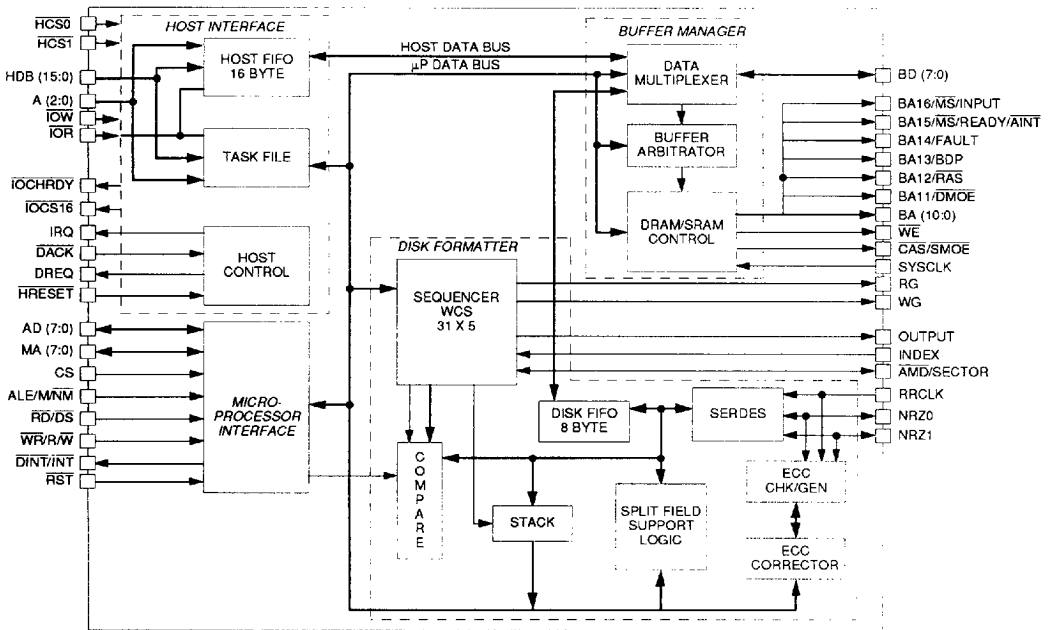 HCS0
HCS1
HDB (15:0)
A (2:0)
IOW
IOR
IOCHRDY
IOCS16
IRQ
DACK
DREQ
HRESET
AD (7:0)
MA (7:0)
CS
ALE/M/NM
RD/DS
WR/R/W
DINT/INT
RST
HOST INTERFACE
HOST FIFO
16 BYTE
TASK FILE
HOST
CONTROL
MICRO-
PROCESSOR
INTERFACE
HOST DATA BUS
µP DATA BUS
BUFFER MANAGER
DATA
MULTIPLEXER
BUFFER
ARBITRATOR
DRAM/SRAM
CONTROL
DISK FORMATTER
SEQUENCER
WCS
31 X 5
DISK FIFO
8 BYTE
SERDES
COMPARE
STACK
SPLIT FIELD
SUPPORT
LOGIC
ECC
CHK/GEN
ECC
CORRECTOR
BD (7:0)
BA16/MS/INPUT
BA15/MS/READY/AINT
BA14/FAULT
BA13/BDP
BA12/RAS
BA11/DMOE
BA (10:0)
WE
CAS/SMOE
SYSCLK
RG
WG
OUTPUT
INDEX
AMD/SECTOR
RRCLK
NRZ0
NRZ1